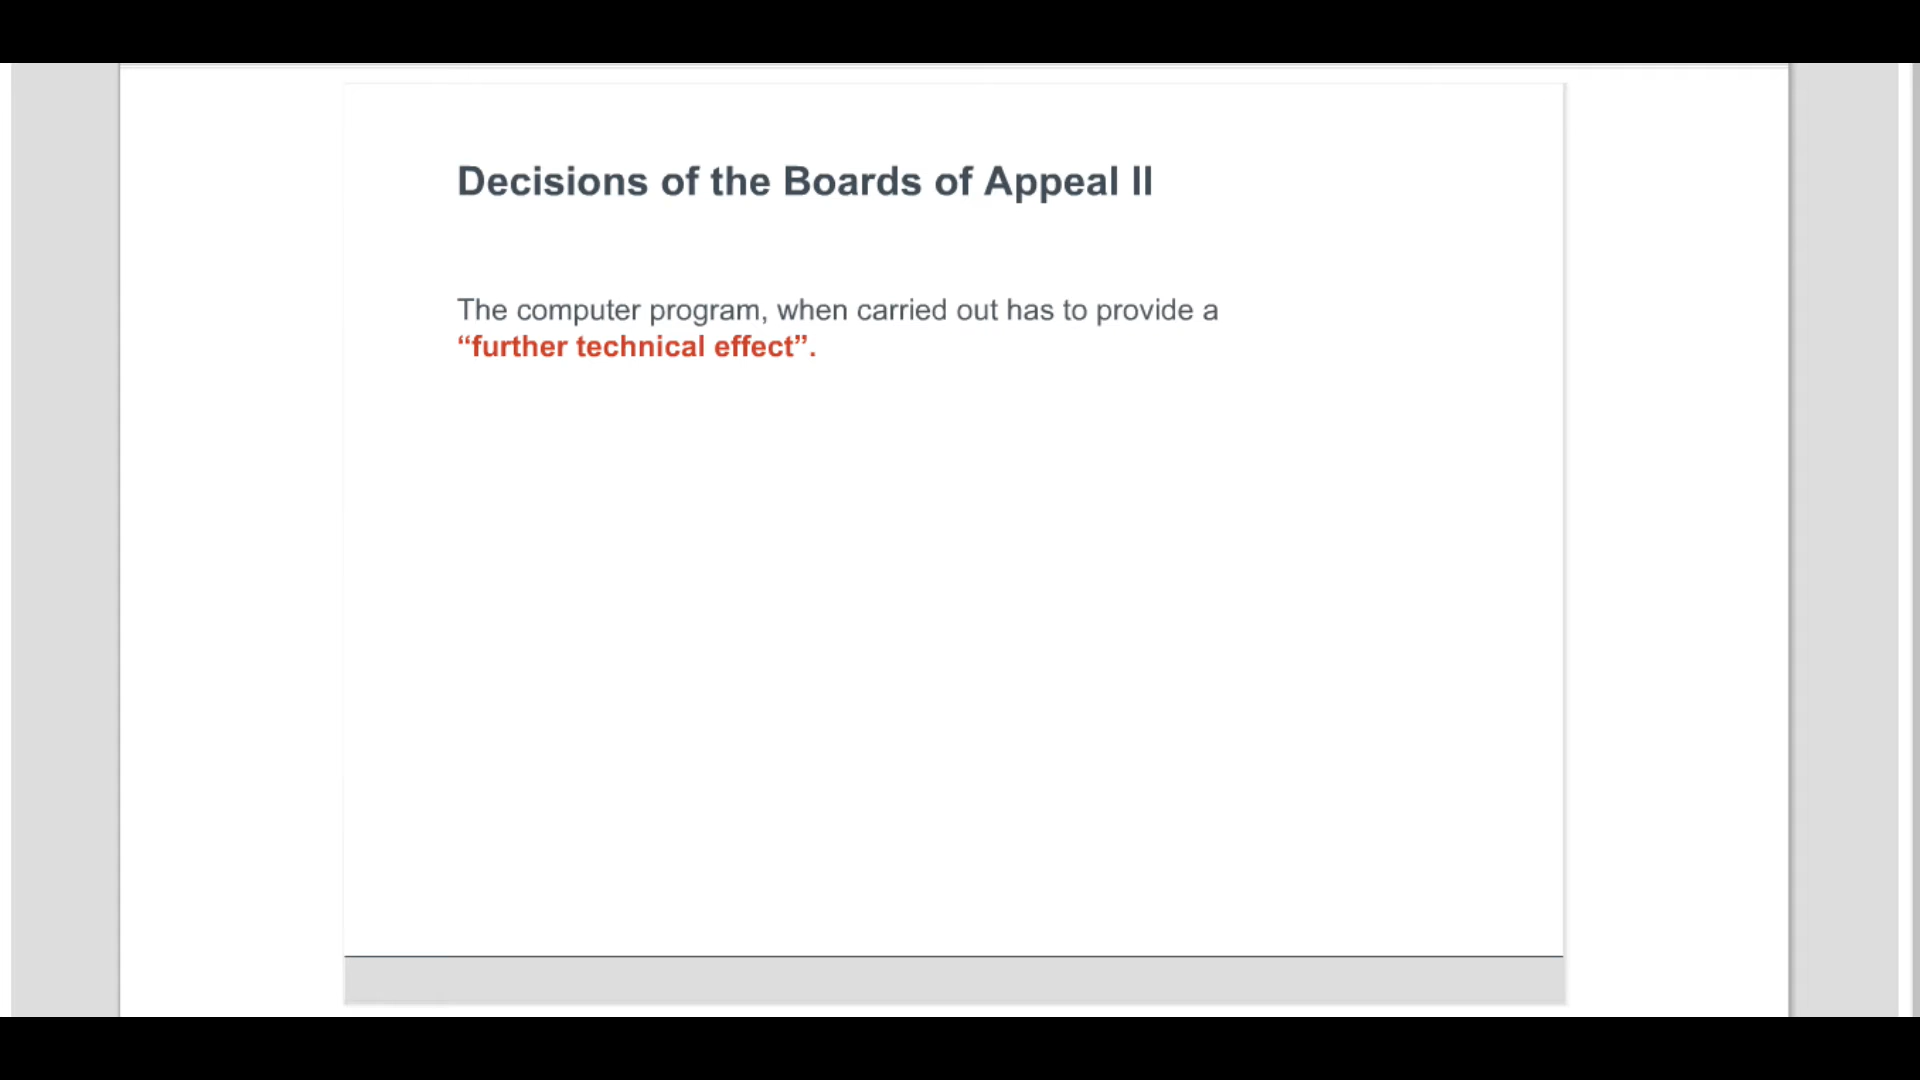 Decisions of the Boards of Appeal II
The computer program, when carried out has to provide a
“further technical effect”.